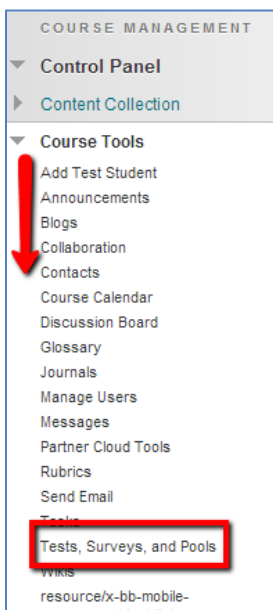 COURSE MANAGEMENT
Control Panel
Content Collection
Course Tools
Add Test Student
Announcements
Blogs
Collaboration
Contacts
Course Calendar
Discussion Board
Glossary
Journals
Manage Users
Messages
Partner Cloud Tools
Rubrics
Send Email
Tasks
Tests, Surveys, and Pools
Wikis
resource/x-bb-mobile-